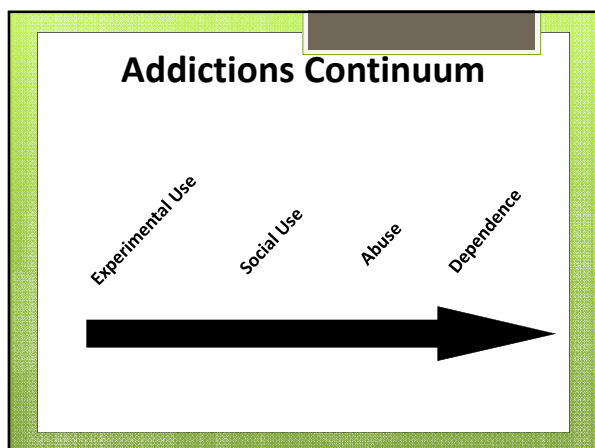 Addictions Continuum
Experimental Use
Social Use
Abuse
Dependence